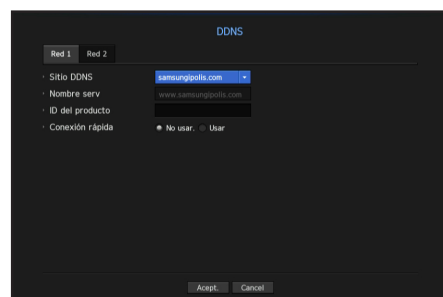 DDNS
Red 1 Red 2
Sitio DDNS samsungipolis.com
Nombre serv www.samsungipolis.com
ID del producto
Conexión rápida No usar. Usar
Acept. Cancel